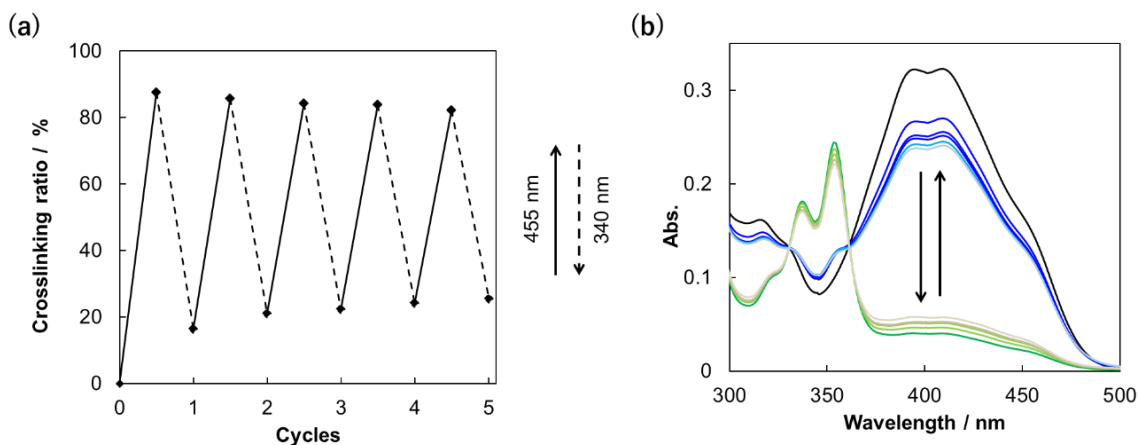 (a)
100
80
60
40
20
0
Crosslinking ratio / %
0 1 2 3 4 5
Cycles
455 nm
340 nm
(b)
0.3
0.2
0.1
0
Abs.
300 350 400 450 500
Wavelength / nm